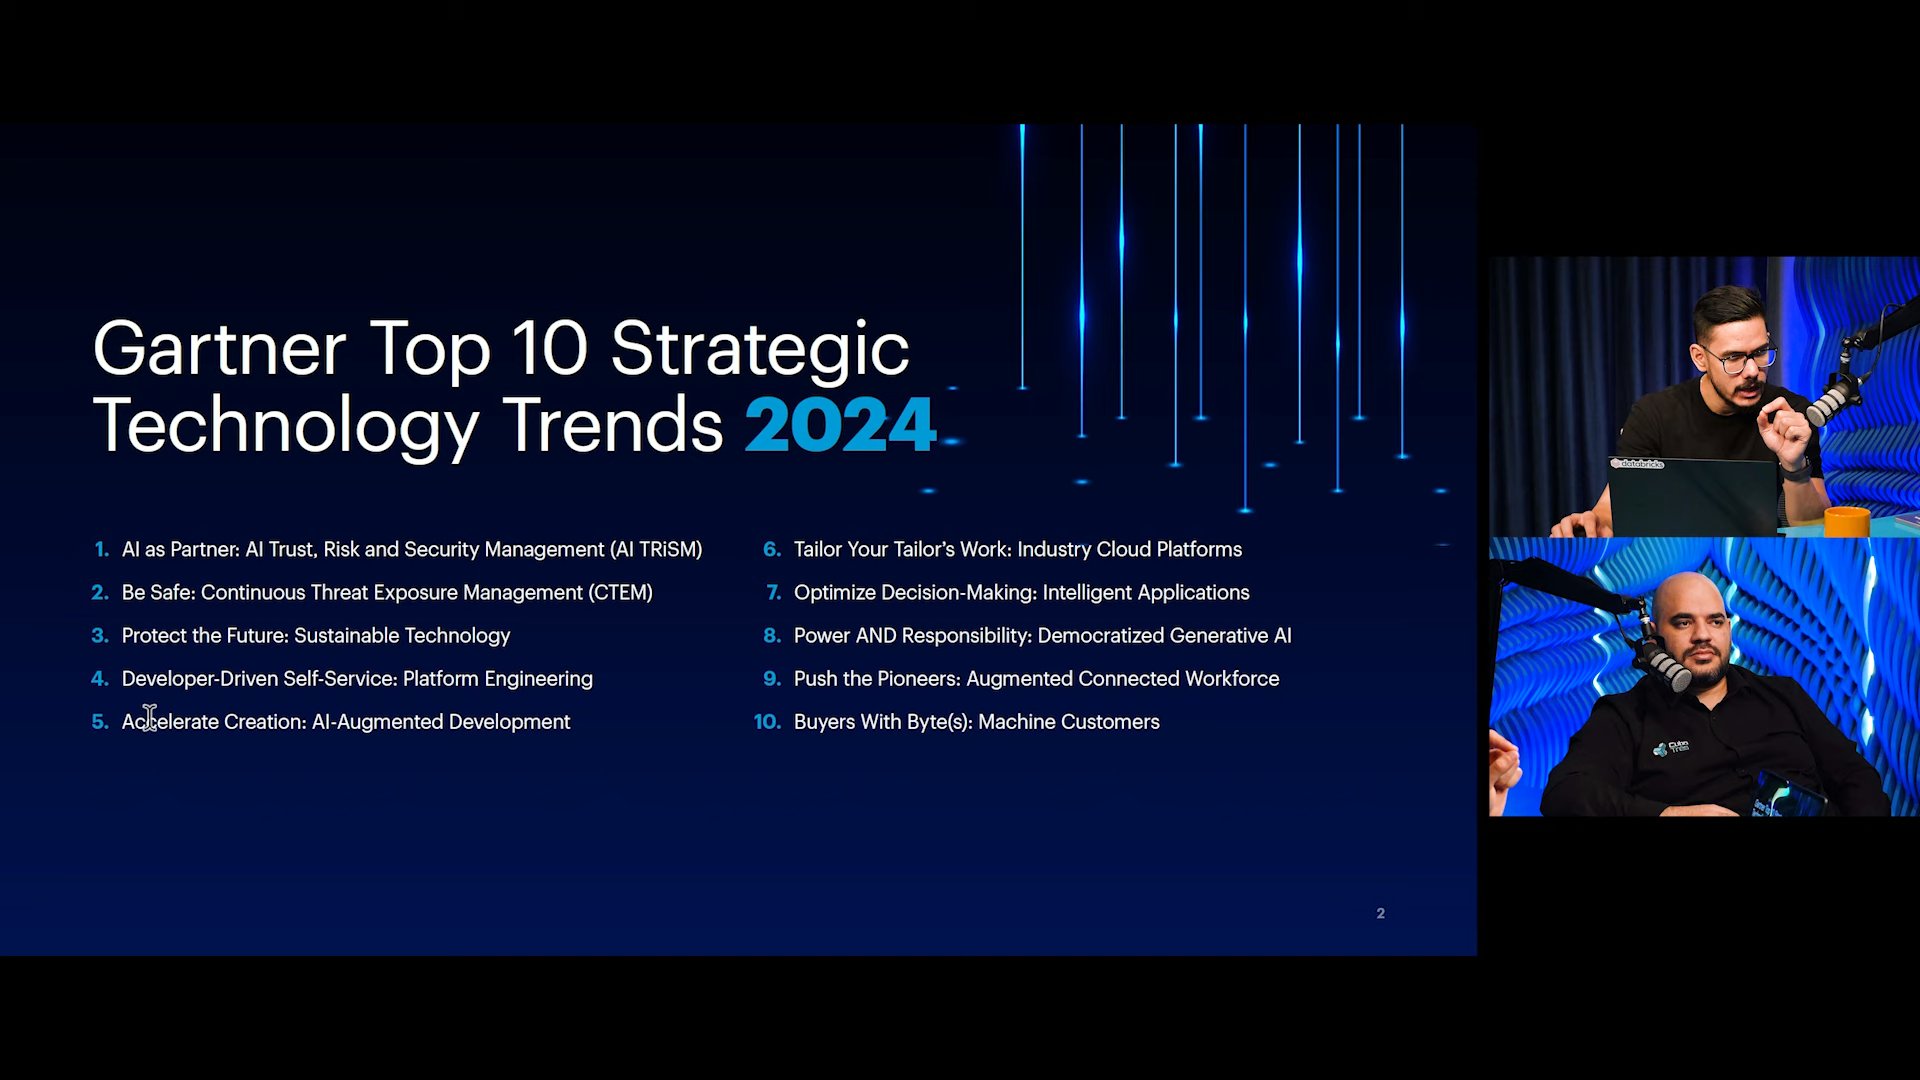 Gartner Top 10 Strategic
Technology Trends 2024
1. AI as Partner: AI Trust, Risk and Security Management (AI TRiSM)
2. Be Safe: Continuous Threat Exposure Management (CTEM)
3. Protect the Future: Sustainable Technology
4. Developer-Driven Self-Service: Platform Engineering
5. Accelerate Creation: AI-Augmented Development
6. Tailor Your Tailor’s Work: Industry Cloud Platforms
7. Optimize Decision-Making: Intelligent Applications
8. Power AND Responsibility: Democratized Generative AI
9. Push the Pioneers: Augmented Connected Workforce
10. Buyers With Byte(s): Machine Customers
2
databricks
Cubo
Três